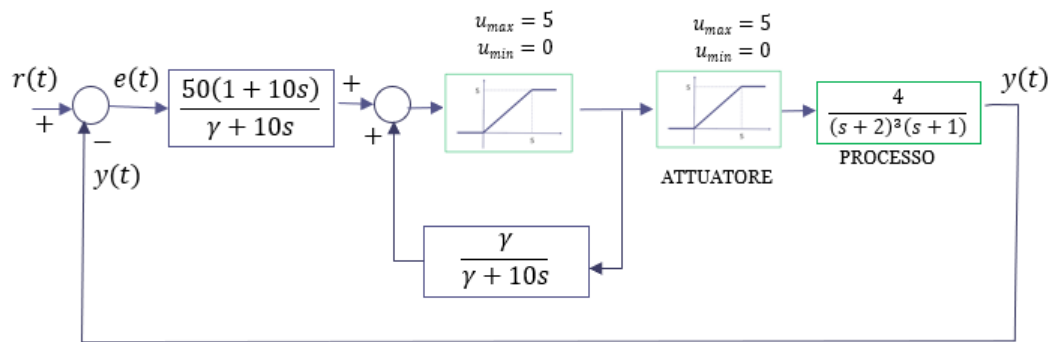 u_max = 5
u_min = 0
u_max = 5
u_min = 0
r(t)
+
−
y(t)
e(t)
50(1 + 10s)
γ + 10s
+
+
s
s
s
s
ATTUATORE
4
(s + 2)³(s + 1)
PROCESSO
y(t)
γ
γ + 10s